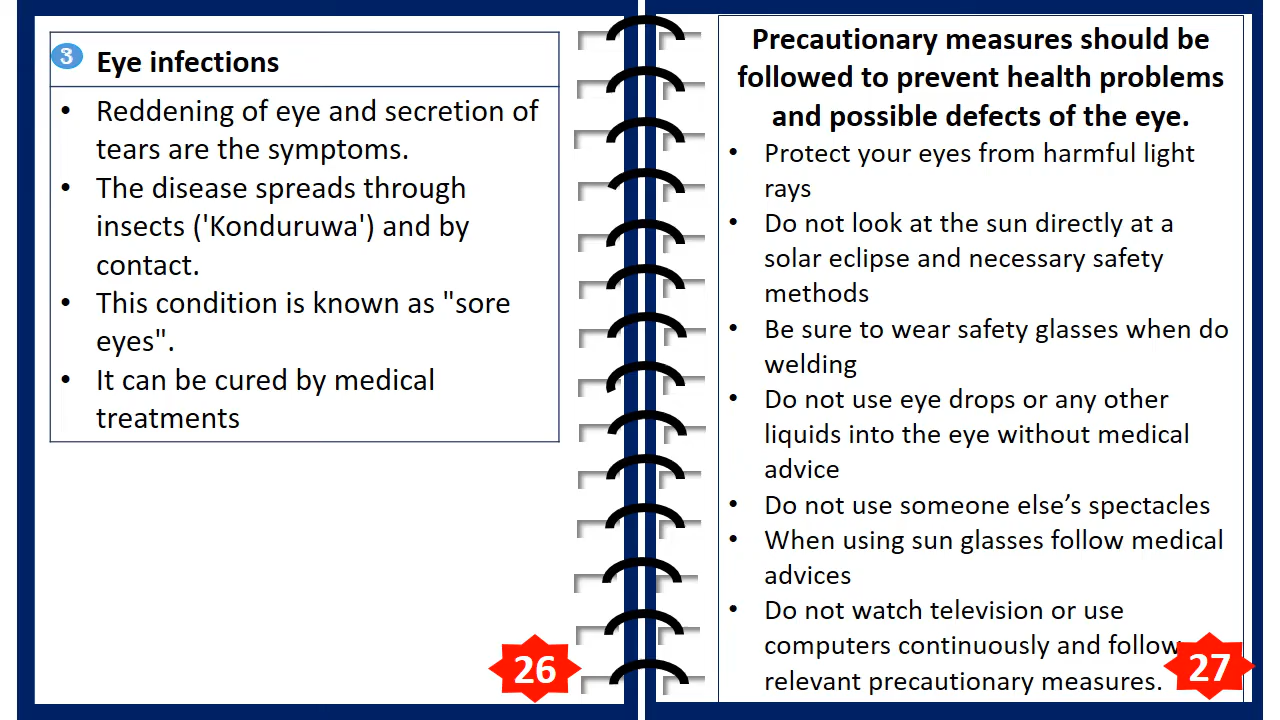 3 Eye infections
• Reddening of eye and secretion of
tears are the symptoms.
• The disease spreads through
insects ('Konduruwa') and by
contact.
• This condition is known as "sore
eyes".
• It can be cured by medical
treatments
26
Precautionary measures should be
followed to prevent health problems
and possible defects of the eye.
• Protect your eyes from harmful light
rays
• Do not look at the sun directly at a
solar eclipse and necessary safety
methods
• Be sure to wear safety glasses when do
welding
• Do not use eye drops or any other
liquids into the eye without medical
advice
• Do not use someone else’s spectacles
• When using sun glasses follow medical
advices
• Do not watch television or use
computers continuously and follow
relevant precautionary measures.
27